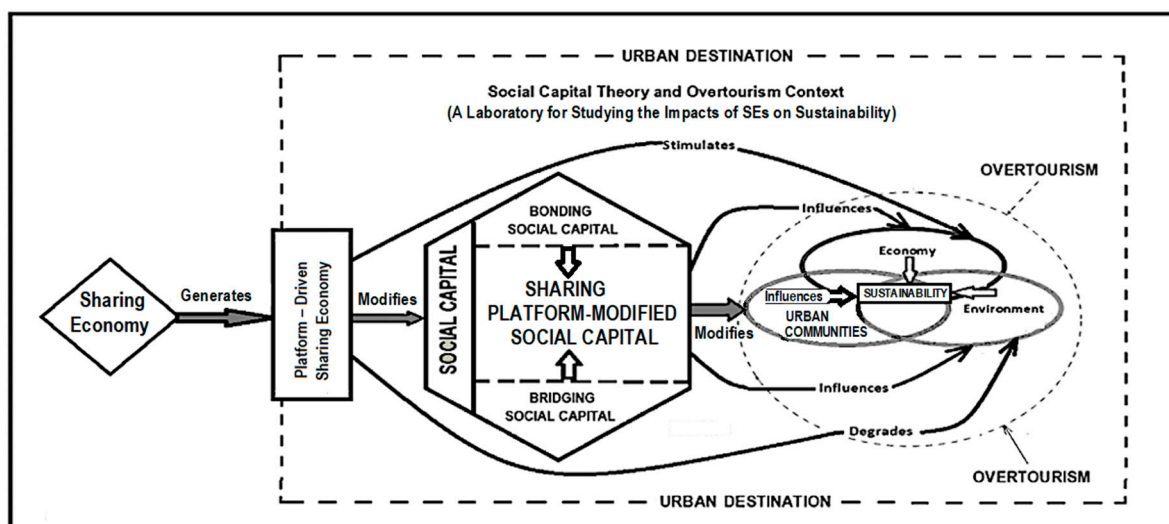 URBAN DESTINATION
Social Capital Theory and Overtourism Context
(A Laboratory for Studying the Impacts of SEs on Sustainability)
Stimulates
OVERTOURISM
Sharing
Economy
Generates
Platform – Driven
Sharing Economy
Modifies
SOCIAL CAPITAL
BONDING
SOCIAL CAPITAL
SHARING
PLATFORM-MODIFIED
SOCIAL CAPITAL
BRIDGING
SOCIAL CAPITAL
Influences
Modifies
Economy
Influences
SUSTAINABILITY
URBAN
COMMUNITIES
Environment
Influences
Degrades
OVERTOURISM
URBAN DESTINATION